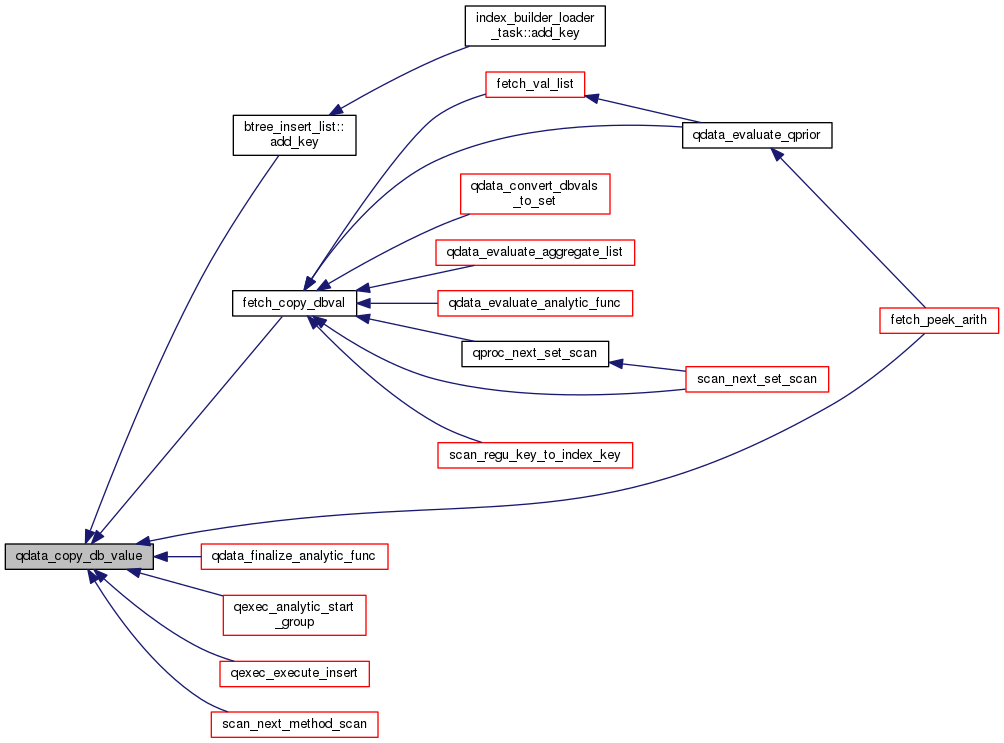 index_builder_loader
_task::add_key
fetch_val_list
btree_insert_list::
add_key
qdata_evaluate_qprior
qdata_convert_dbvals
_to_set
qdata_evaluate_aggregate_list
fetch_copy_dbval
qdata_evaluate_analytic_func
fetch_peek_arith
qproc_next_set_scan
scan_next_set_scan
scan_regu_key_to_index_key
qdata_copy_db_value
qdata_finalize_analytic_func
qexec_analytic_start
_group
qexec_execute_insert
scan_next_method_scan